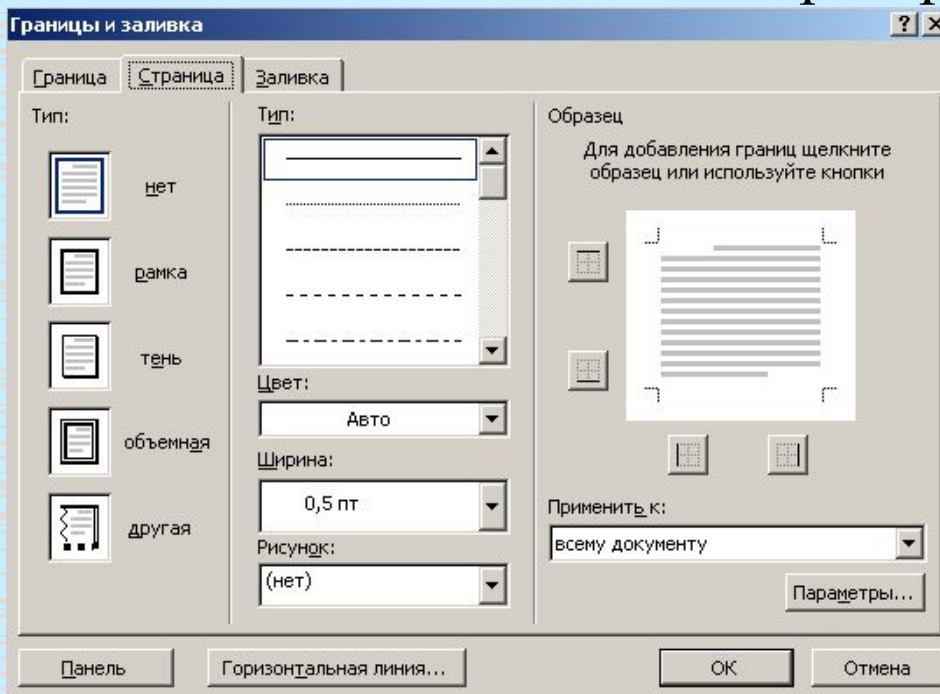 Границы и заливка
Граница
Страница
Заливка
Тип:
нет
рамка
тень
объемная
другая
Тип:
Цвет:
Авто
Ширина:
0,5 пт
Рисунок:
(нет)
Образец
Для добавления границ щелкните
образец или используйте кнопки
Применить к:
всему документу
Параметры...
Панель
Горизонтальная линия...
ОК
Отмена